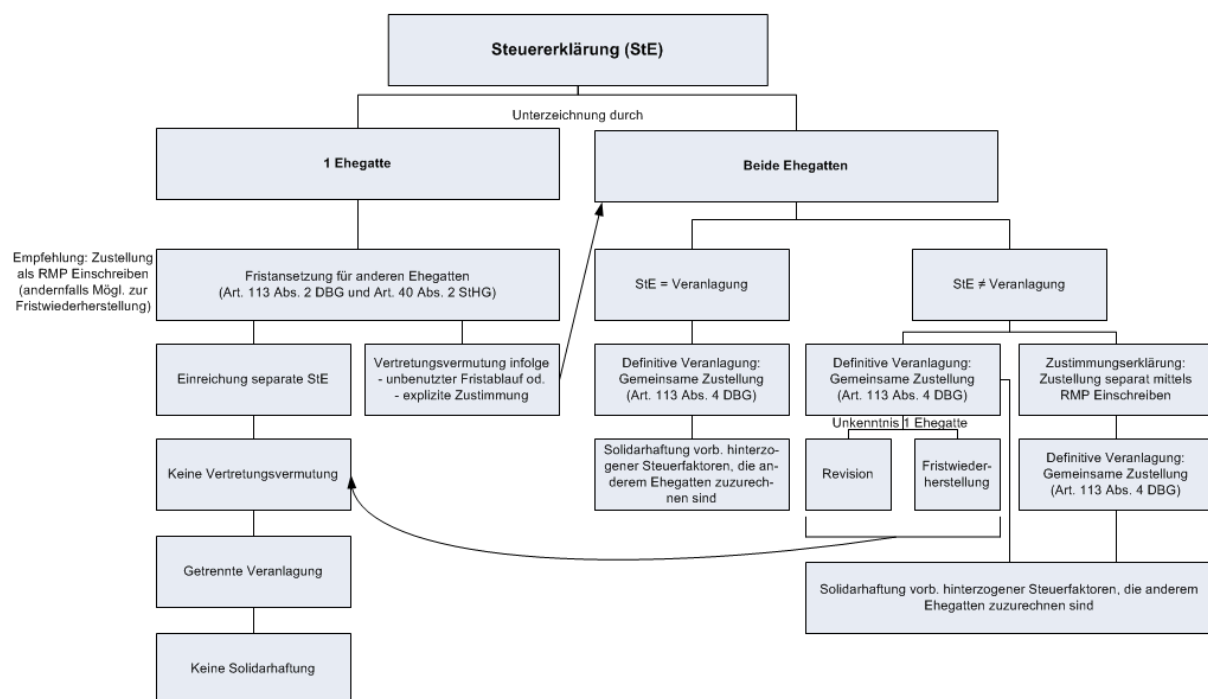 Steuererklärung (StE)
Unterzeichnung durch
1 Ehegatte
Beide Ehegatten
Empfehlung: Zustellung
als RMP Einschreiben
(andernfalls Mögl. zur
Fristwiederherstellung)
Fristansetzung für anderen Ehegatten
(Art. 113 Abs. 2 DBG und Art. 40 Abs. 2 StHG)
StE = Veranlagung
StE ≠ Veranlagung
Einreichung separate StE
Vertretungsvermutung infolge
- unbenutzter Fristablauf od.
- explizite Zustimmung
Definitive Veranlagung:
Gemeinsame Zustellung
(Art. 113 Abs. 4 DBG)
Definitive Veranlagung:
Gemeinsame Zustellung
(Art. 113 Abs. 4 DBG)
Zustimmungserklärung:
Zustellung separat mittels
RMP Einschreiben
Unkenntnis 1 Ehegatte
Keine Vertretungsvermutung
Solidarhaftung vorb. hinterzo-
gener Steuerfaktoren, die an-
derem Ehegatten zuzurech-
nen sind
Revision
Fristwieder-
herstellung
Definitive Veranlagung:
Gemeinsame Zustellung
(Art. 113 Abs. 4 DBG)
Getrennte Veranlagung
Solidarhaftung vorb. hinterzogener Steuerfaktoren, die anderem
Ehegatten zuzurechnen sind
Keine Solidarhaftung